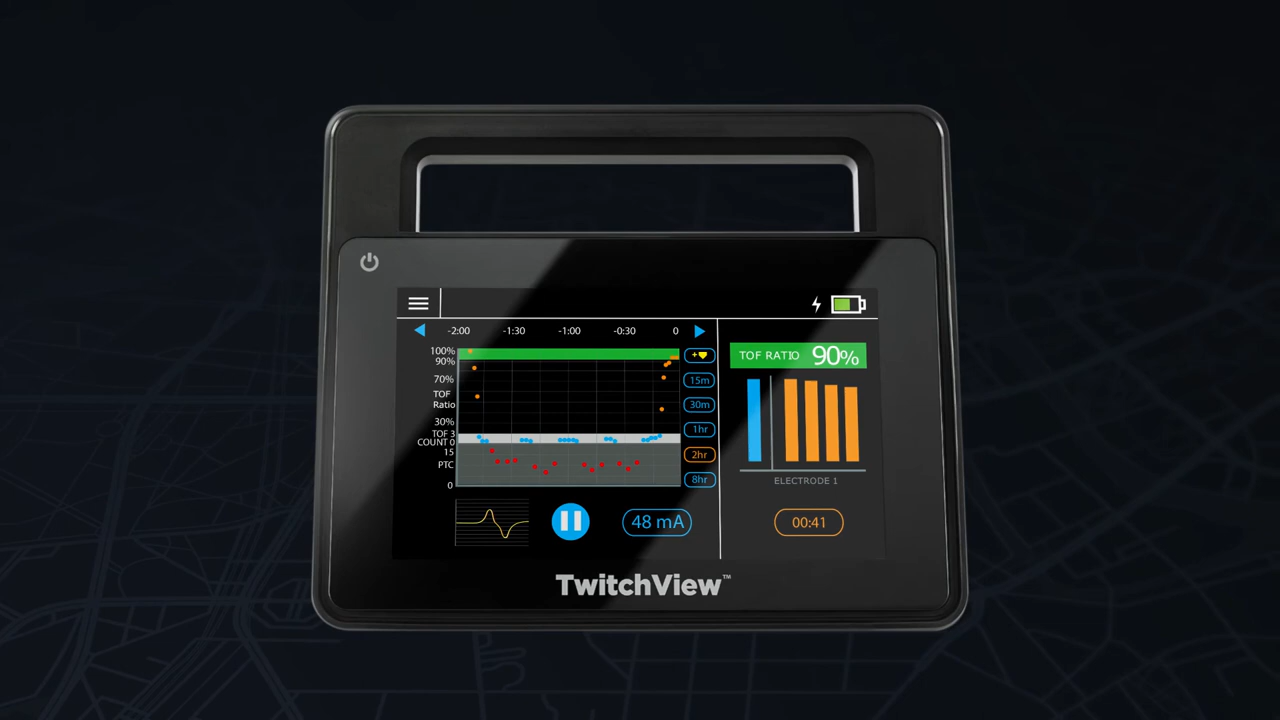 -2:00 -1:30 -1:00 -0:30 0
100%
90%
70%
TOF
Ratio
30%
TOF 3
COUNT 0
15
PTC
0
+
15m
30m
1hr
2hr
8hr
48 mA
TOF RATIO 90%
ELECTRODE 1
00:41
TwitchView™